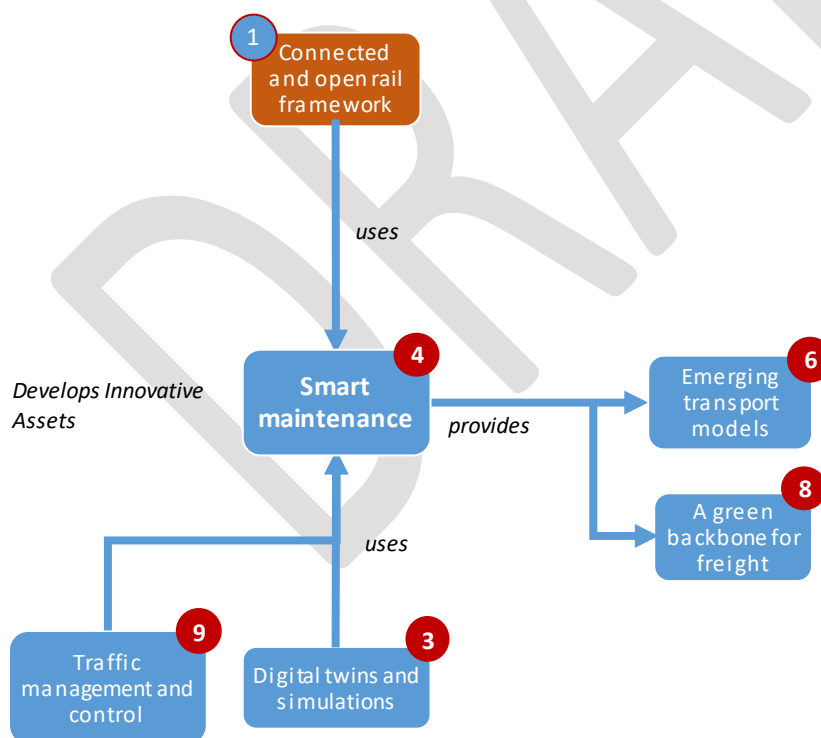 1
Connected
and open rail
framework
uses
4
Smart
maintenance
Develops Innovative
Assets
provides
6
Emerging
transport
models
8
A green
backbone for
freight
uses
9
Traffic
management and
control
3
Digital twins and
simulations